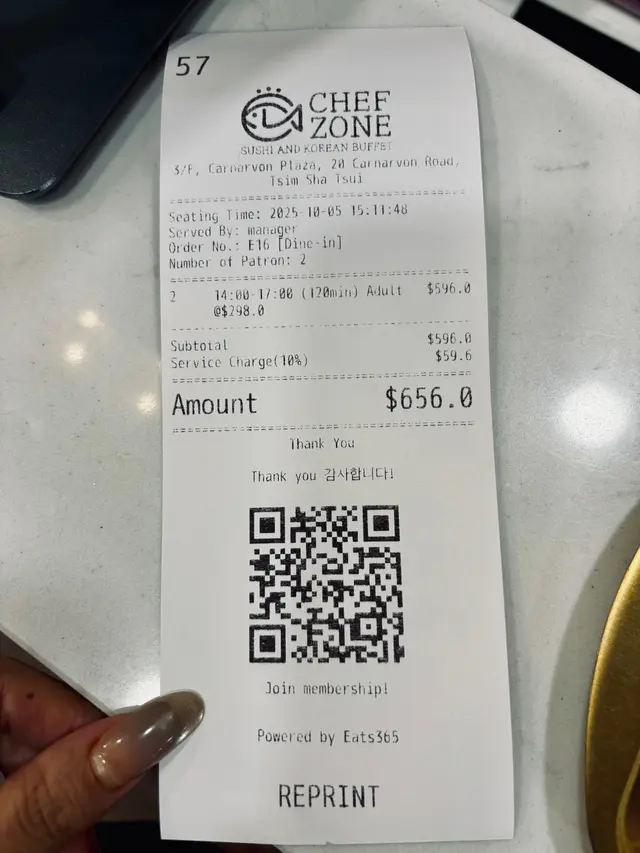 57
CHEF
ZONE
SUSHI AND KOREAN BUFFET
3/F, Carnarvon Plaza, 20 Carnarvon Road,
Tsim Sha Tsui
Seating Time: 2025-10-05 15:11:48
Served By: manager
Order No.: E16 [Dine-in]
Number of Patron: 2
2 14:00-17:00 (120min) Adult $596.0
@$298.0
Subtotal $596.0
Service Charge(10%) $59.6
Amount $656.0
Thank You
Thank you 감사합니다!
Join membership!
Powered by Eats365
REPRINT